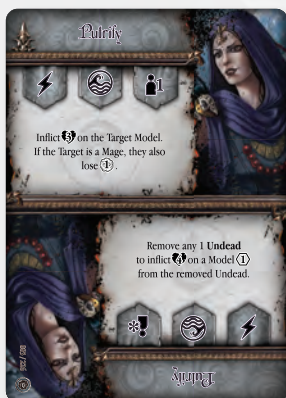 Putrify
1
Inflict 3 on the Target Model.
If the Target is a Mage, they also
lose 1.
Remove any 1 Undead
to inflict 4 on a Model 1
from the removed Undead.
Putrify